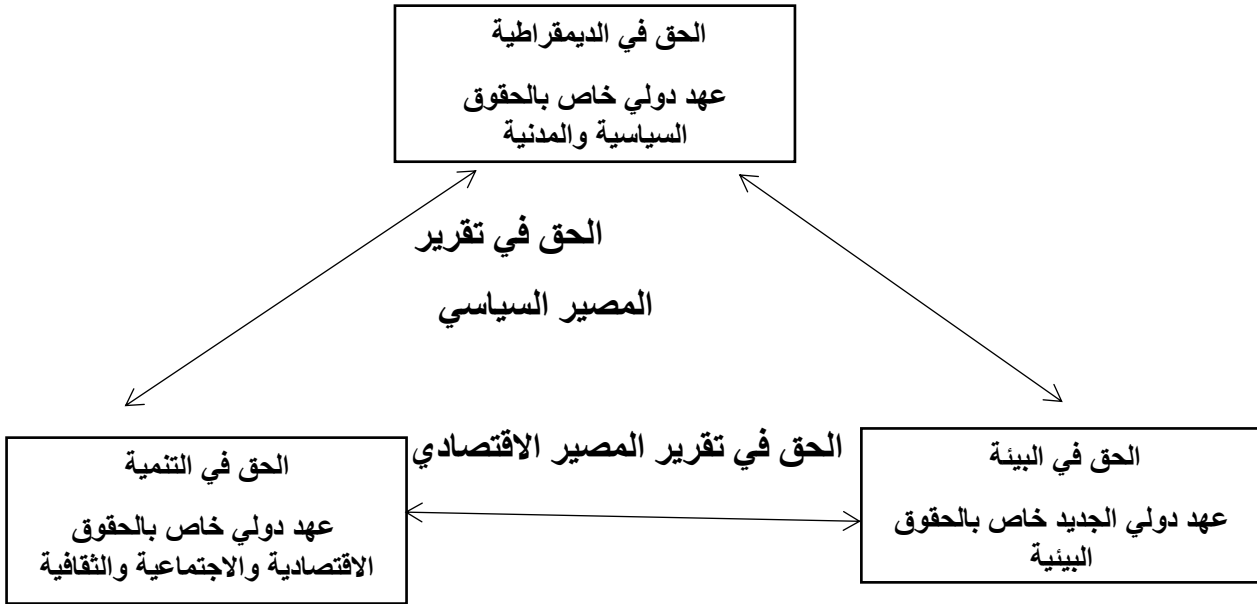 الحق في الديمقراطية
عهد دولي خاص بالحقوق
السياسية والمدنية
الحق في تقرير
المصير السياسي
الحق في تقرير المصير الاقتصادي
الحق في البيئة
عهد دولي الجديد خاص بالحقوق
البيئية
الحق في التنمية
عهد دولي خاص بالحقوق
الاقتصادية والاجتماعية والثقافية